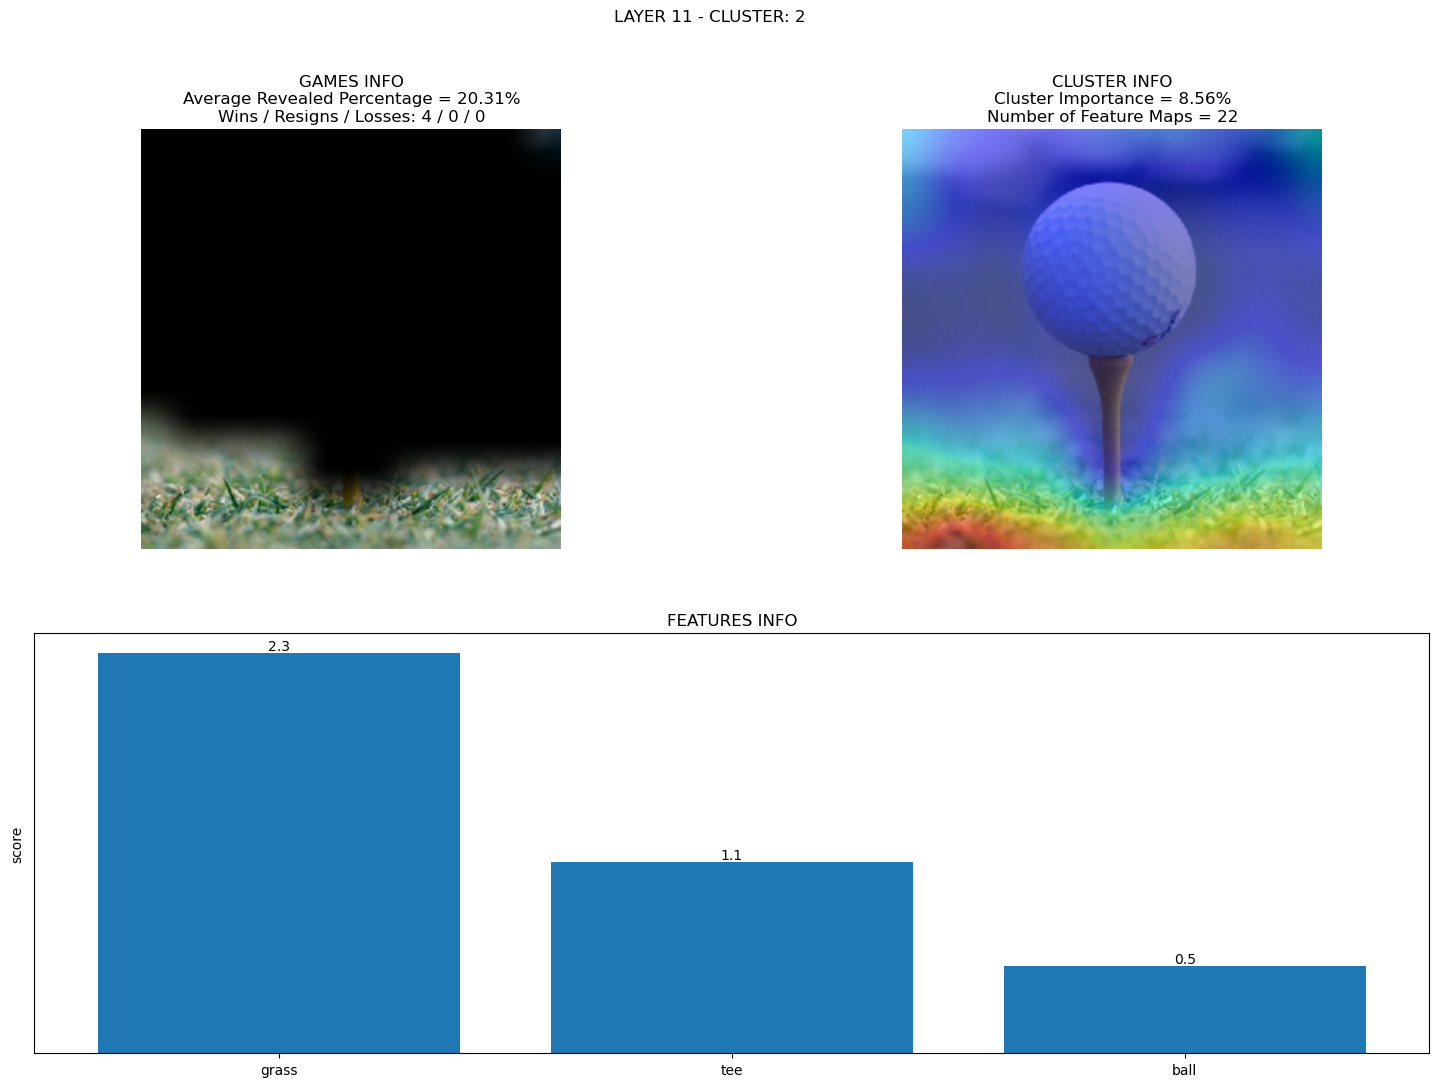 LAYER 11 - CLUSTER: 2
GAMES INFO
Average Revealed Percentage = 20.31%
Wins / Resigns / Losses: 4 / 0 / 0
CLUSTER INFO
Cluster Importance = 8.56%
Number of Feature Maps = 22
FEATURES INFO
score
2.3
1.1
0.5
grass
tee
ball